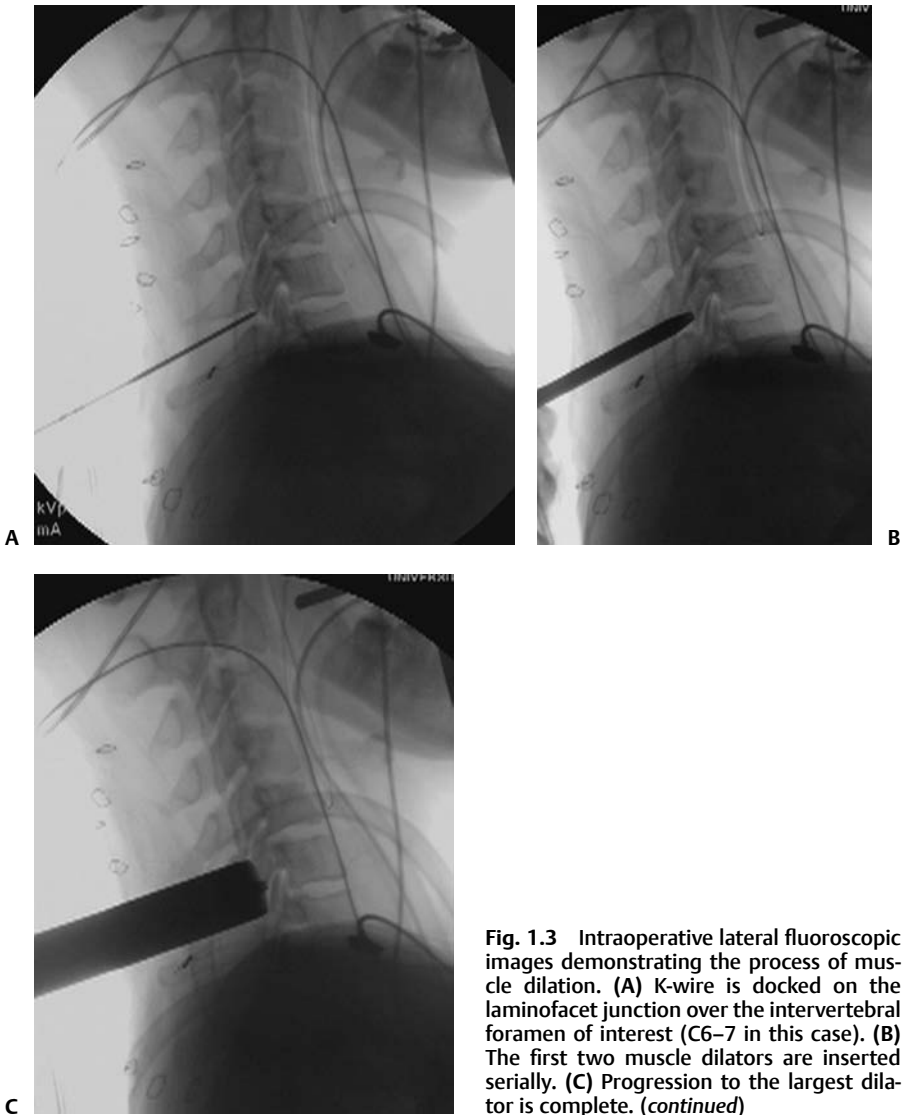 UNIV
kVp
mA
A
B
UNIVERSIT
C
Fig. 1.3 Intraoperative lateral fluoroscopic
images demonstrating the process of mus-
cle dilation. (A) K-wire is docked on the
laminofacet junction over the intervertebral
foramen of interest (C6–7 in this case). (B)
The first two muscle dilators are inserted
serially. (C) Progression to the largest dila-
tor is complete. (continued)